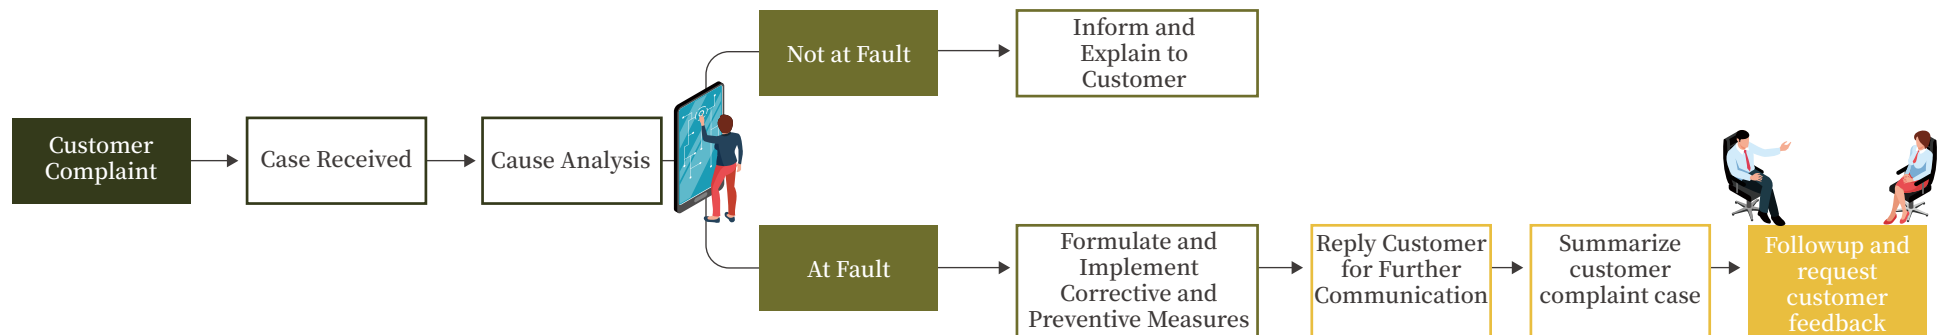 Customer
Complaint
Case Received
Cause Analysis
Not at Fault
Inform and
Explain to
Customer
At Fault
Formulate and
Implement
Corrective and
Preventive Measures
Reply Customer
for Further
Communication
Summarize
customer
complaint case
Followup and
request
customer
feedback